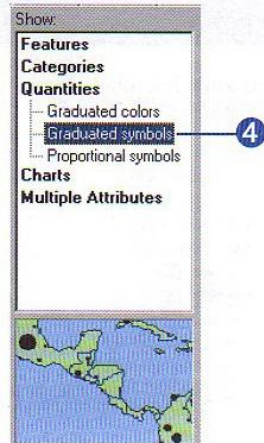 Show:
Features
Categories
Quantities
Graduated colors
Graduated symbols
4
Proportional symbols
Charts
Multiple Attributes